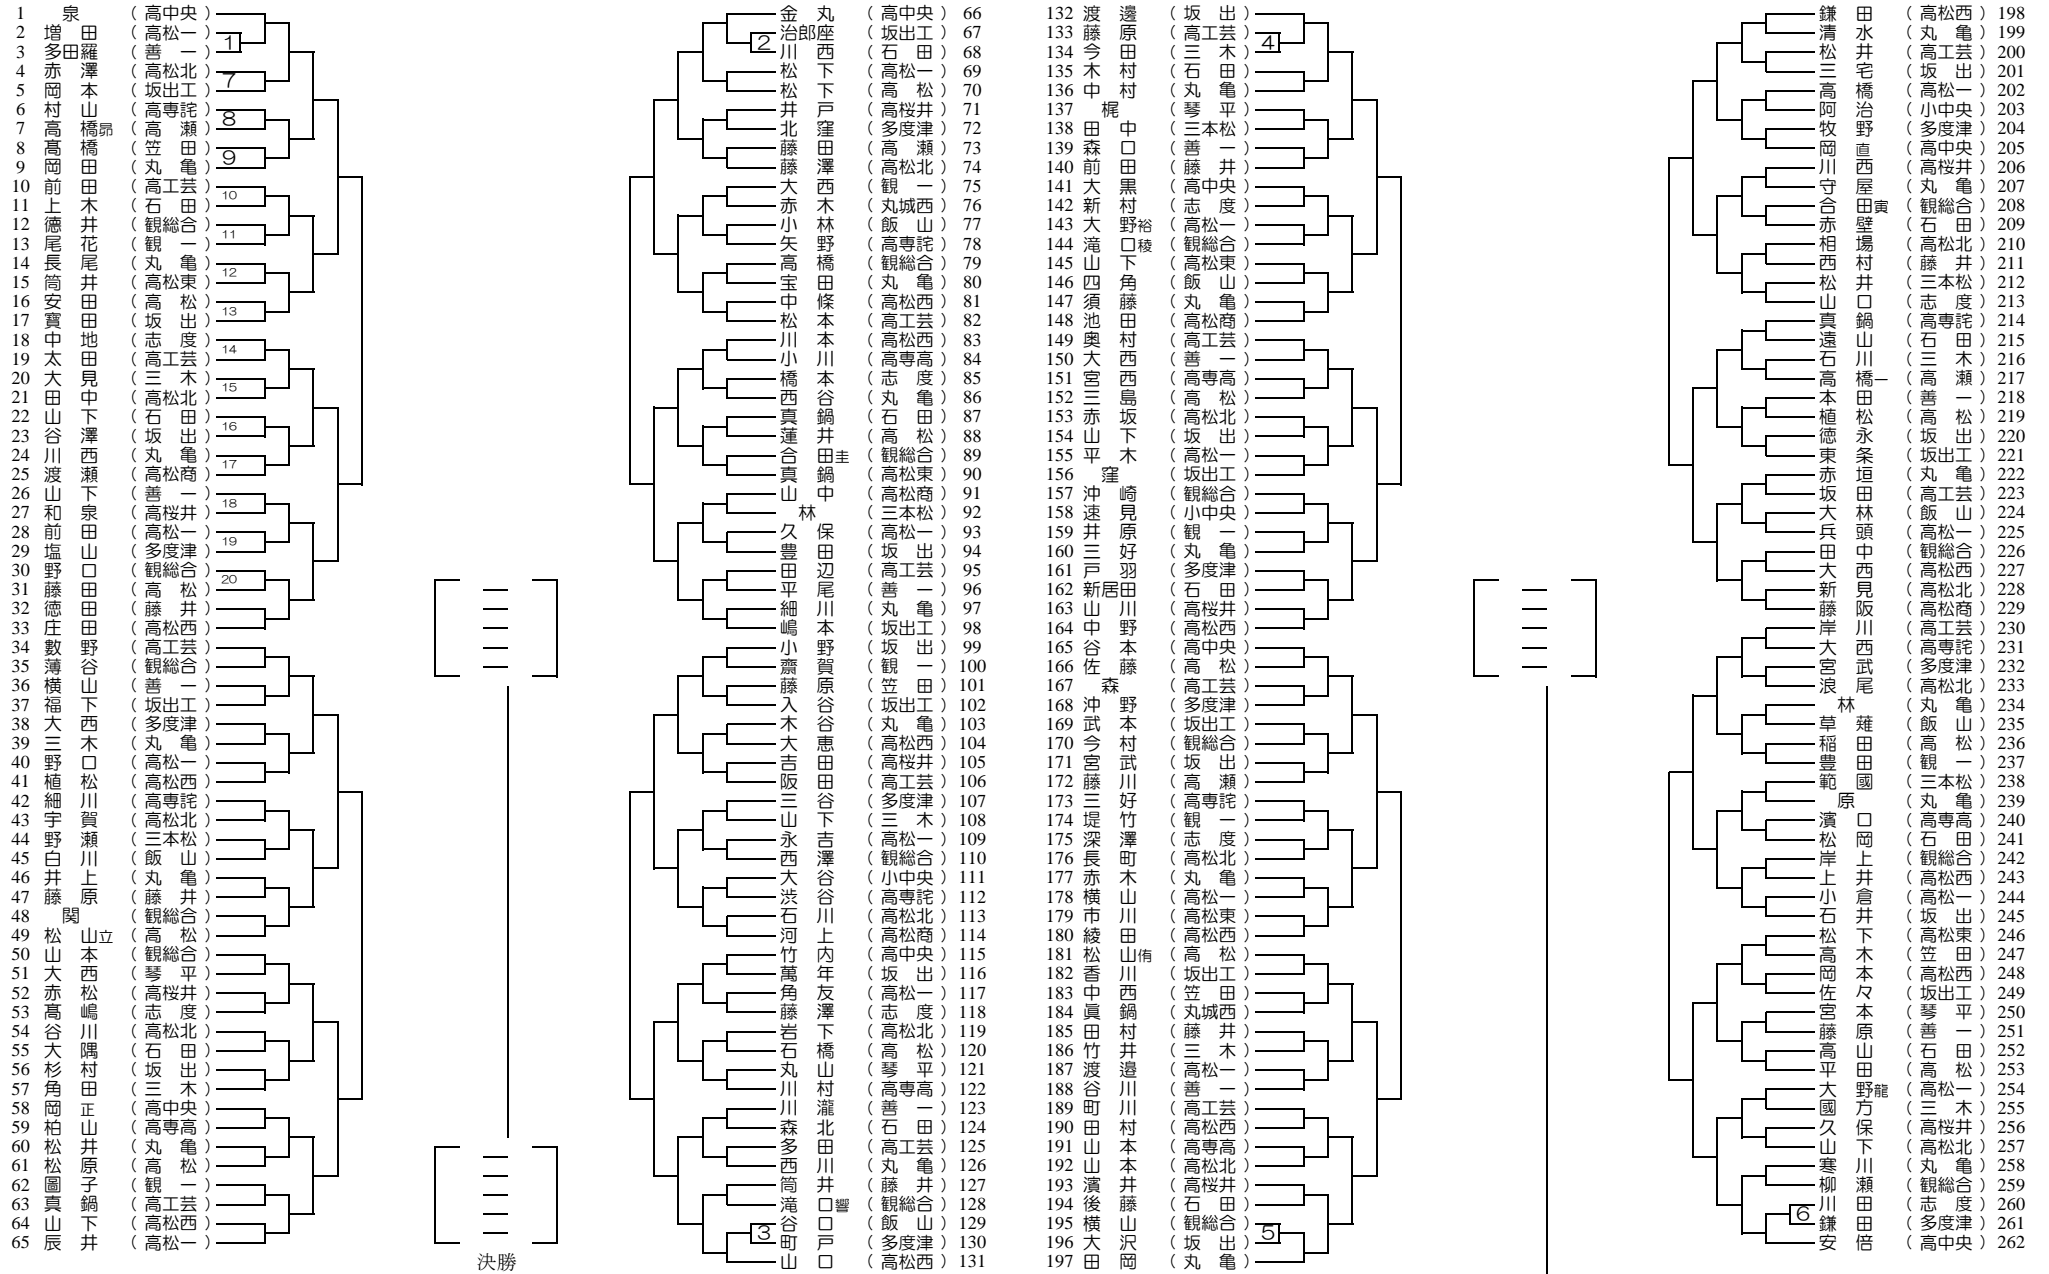 1 泉 (高中央)
2 増田 (高松一)
3 多田羅 (善一)
4 赤澤 (高松北)
5 岡本 (坂出工)
6 村山 (高専詫)
7 高橋昴 (高瀬)
8 髙橋 (笠田)
9 岡田 (丸亀)
10 前田 (高工芸)
11 上木 (石田)
12 德井 (観総合)
13 尾花 (観一)
14 長尾 (丸亀)
15 筒井 (高松東)
16 安田 (高松)
17 寳田 (坂出)
18 中地 (志度)
19 太田 (高工芸)
20 大見 (三木)
21 田中 (高松北)
22 山下 (石田)
23 谷澤 (坂出)
24 川西 (丸亀)
25 渡瀬 (高松商)
26 山下 (善一)
27 和泉 (高桜井)
28 前田 (高松一)
29 塩山 (多度津)
30 野口 (観総合)
31 藤田 (高松)
32 徳田 (藤井)
33 庄田 (高松西)
34 數野 (高工芸)
35 薄谷 (観総合)
36 横山 (善一)
37 福下 (坂出工)
38 大西 (多度津)
39 三木 (丸亀)
40 野口 (高松一)
41 植松 (高松西)
42 細川 (高専詫)
43 宇賀 (高松北)
44 野瀬 (三本松)
45 白川 (飯山)
46 井上 (丸亀)
47 藤原 (藤井)
48 関 (観総合)
49 松山立 (高松)
50 山本 (観総合)
51 大西 (琴平)
52 赤松 (高桜井)
53 髙嶋 (志度)
54 谷川 (高松北)
55 大隅 (石田)
56 杉村 (坂出)
57 角田 (三木)
58 岡正 (高中央)
59 柏山 (高専高)
60 松井 (丸亀)
61 松原 (高松)
62 圖子 (観一)
63 真鍋 (高工芸)
64 山下 (高松西)
65 辰井 (高松一)
1
7
8
9
10
11
12
13
14
15
16
17
18
19
20
決勝
金丸 (高中央) 66
治郎座 (坂出工) 67
川西 (石田) 68
松下 (高松一) 69
松下 (高松) 70
井戸 (高桜井) 71
北窪 (多度津) 72
藤田 (高瀬) 73
藤澤 (高松北) 74
大西 (観一) 75
赤木 (丸城西) 76
小林 (飯山) 77
矢野 (高専詫) 78
高橋 (観総合) 79
宝田 (丸亀) 80
中條 (高松西) 81
松本 (高工芸) 82
川本 (高松西) 83
小川 (高専高) 84
橋本 (志度) 85
西谷 (丸亀) 86
真鍋 (石田) 87
蓮井 (高松) 88
合田圭 (観総合) 89
真鍋 (高松東) 90
山中 (高松商) 91
林 (三本松) 92
久保 (高松一) 93
豊田 (坂出) 94
田辺 (高工芸) 95
平尾 (善一) 96
細川 (丸亀) 97
嶋本 (坂出工) 98
小野 (坂出) 99
齋賀 (観一) 100
藤原 (笠田) 101
入谷 (坂出工) 102
木谷 (丸亀) 103
大恵 (高松西) 104
吉田 (高桜井) 105
阪田 (高工芸) 106
三谷 (多度津) 107
山下 (三木) 108
永吉 (高松一) 109
西澤 (観総合) 110
大谷 (小中央) 111
渋谷 (高専詫) 112
石川 (高松北) 113
河上 (高松商) 114
竹内 (高中央) 115
萬年 (坂出) 116
角友 (高松一) 117
藤澤 (志度) 118
岩下 (高松北) 119
石橋 (高松) 120
丸山 (琴平) 121
川村 (高専高) 122
川瀧 (善一) 123
森北 (石田) 124
多田 (高工芸) 125
西川 (丸亀) 126
筒井 (藤井) 127
滝口響 (観総合) 128
谷口 (飯山) 129
町戸 (多度津) 130
山口 (高松西) 131
2
3
132 渡邊 (坂出)
133 藤原 (高工芸)
134 今田 (三木)
135 木村 (石田)
136 中村 (丸亀)
137 梶 (琴平)
138 田中 (三本松)
139 森口 (善一)
140 前田 (藤井)
141 大黒 (高中央)
142 新村 (志度)
143 大野裕 (高松一)
144 滝口稜 (観総合)
145 山下 (高松東)
146 四角 (飯山)
147 須藤 (丸亀)
148 池田 (高松商)
149 奥村 (高工芸)
150 大西 (善一)
151 宮西 (高専高)
152 三島 (高松)
153 赤坂 (高松北)
154 山下 (坂出)
155 平木 (高松一)
156 窪 (坂出工)
157 沖崎 (観総合)
158 速見 (小中央)
159 井原 (観一)
160 三好 (丸亀)
161 戸羽 (多度津)
162 新居田 (石田)
163 山川 (高桜井)
164 中野 (高松西)
165 谷本 (高中央)
166 佐藤 (高松)
167 森 (高工芸)
168 沖野 (多度津)
169 武本 (坂出工)
170 今村 (観総合)
171 宮武 (坂出)
172 藤川 (高瀬)
173 三好 (高専詫)
174 堤竹 (観一)
175 深澤 (志度)
176 長町 (高松北)
177 赤木 (丸亀)
178 横山 (高松一)
179 市川 (高松東)
180 綾田 (高松西)
181 松山侑 (高松)
182 香川 (坂出工)
183 中西 (笠田)
184 眞鍋 (丸城西)
185 田村 (藤井)
186 竹井 (三木)
187 渡邉 (高松一)
188 谷川 (善一)
189 町川 (高工芸)
190 田村 (高松西)
191 山本 (高専高)
192 山本 (高松北)
193 濱井 (高桜井)
194 後藤 (石田)
195 横山 (観総合)
196 大沢 (坂出)
197 田岡 (丸亀)
4
5
鎌田 (高松西) 198
清水 (丸亀) 199
松井 (高工芸) 200
三宅 (坂出) 201
高橋 (高松一) 202
阿治 (小中央) 203
牧野 (多度津) 204
岡直 (高中央) 205
川西 (高桜井) 206
守屋 (丸亀) 207
合田寅 (観総合) 208
赤壁 (石田) 209
相場 (高松北) 210
西村 (藤井) 211
松井 (三本松) 212
山口 (志度) 213
真鍋 (高専詫) 214
遠山 (石田) 215
石川 (三木) 216
高橋一 (高瀬) 217
本田 (善一) 218
植松 (高松) 219
徳永 (坂出) 220
東条 (坂出工) 221
赤垣 (丸亀) 222
坂田 (高工芸) 223
大林 (飯山) 224
兵頭 (高松一) 225
田中 (観総合) 226
大西 (高松西) 227
新見 (高松北) 228
藤阪 (高松商) 229
岸川 (高工芸) 230
大西 (高専詫) 231
宮武 (多度津) 232
浪尾 (高松北) 233
林 (丸亀) 234
草薙 (飯山) 235
稲田 (高松) 236
豊田 (観一) 237
範國 (三本松) 238
原 (丸亀) 239
濱口 (高専高) 240
松岡 (石田) 241
岸上 (観総合) 242
上井 (高松西) 243
小倉 (高松一) 244
石井 (坂出) 245
松下 (高松東) 246
高木 (笠田) 247
岡本 (高松西) 248
佐々 (坂出工) 249
宮本 (琴平) 250
藤原 (善一) 251
高山 (石田) 252
平田 (高松) 253
大野龍 (高松一) 254
國方 (三木) 255
久保 (高桜井) 256
山下 (高松北) 257
寒川 (丸亀) 258
柳瀬 (観総合) 259
川田 (志度) 260
鎌田 (多度津) 261
安倍 (高中央) 262
6